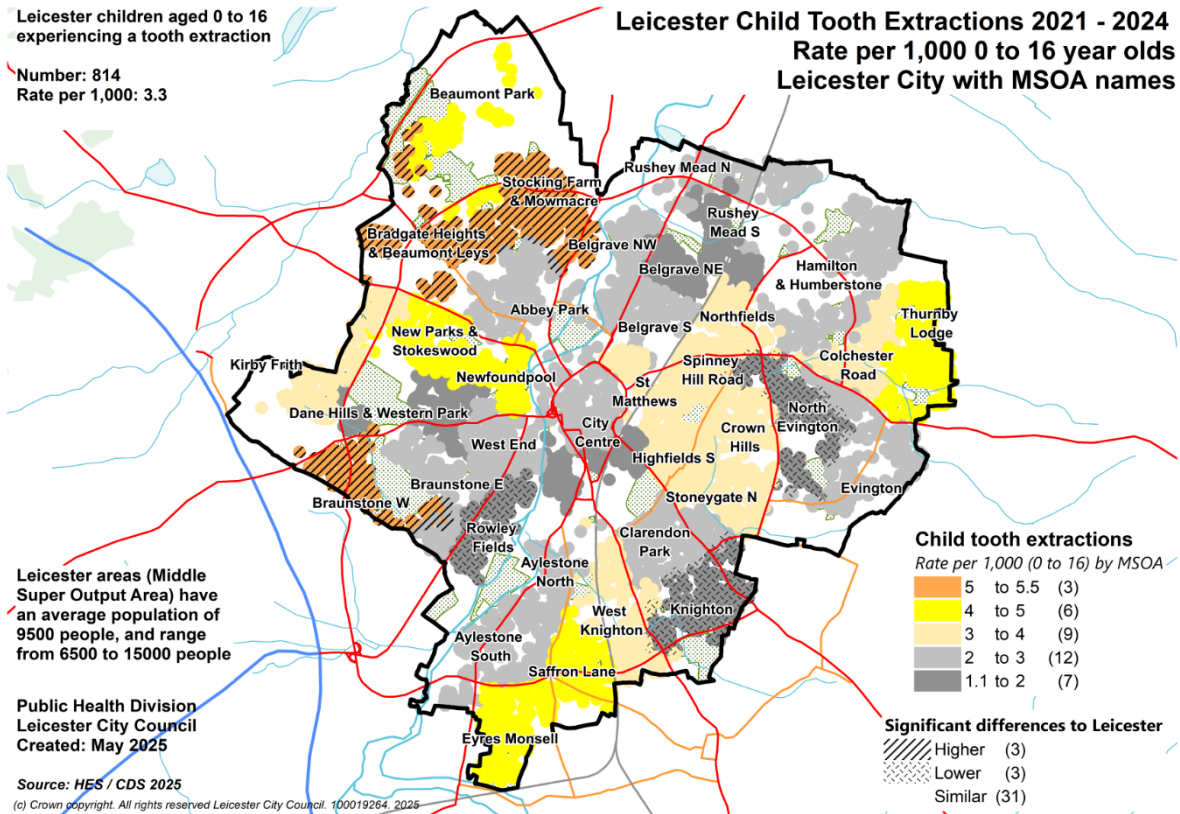 Leicester children aged 0 to 16
experiencing a tooth extraction
Number: 814
Rate per 1,000: 3.3
Leicester Child Tooth Extractions 2021 - 2024
Rate per 1,000 0 to 16 year olds
Leicester City with MSOA names
Beaumont Park
Rushey Mead N
Stocking Farm
& Mowmacre
Rushey
Mead S
Bradgate Heights
& Beaumont Leys
Belgrave NW
Belgrave NE
Hamilton
& Humberstone
Abbey Park
Northfields
Thurnby
Lodge
New Parks &
Stokeswood
Belgrave S
Kirby Frith
Newfoundpool
Spinney
Hill Road
Colchester
Road
St
Matthews
Dane Hills & Western Park
North
Evington
City
Centre
Crown
Hills
West End
Highfields S
Braunstone E
Evington
Braunstone W
Stoneygate N
Rowley
Fields
Clarendon
Park
Aylestone
North
West
Knighton
Knighton
Aylestone
South
Saffron Lane
Eyres Monsell
Leicester areas (Middle
Super Output Area) have
an average population of
9500 people, and range
from 6500 to 15000 people
Public Health Division
Leicester City Council
Created: May 2025
Source: HES / CDS 2025
(c) Crown copyright. All rights reserved Leicester City Council. 100019264. 2025
Child tooth extractions
Rate per 1,000 (0 to 16) by MSOA
5 to 5.5 (3)
4 to 5 (6)
3 to 4 (9)
2 to 3 (12)
1.1 to 2 (7)
Significant differences to Leicester
Higher (3)
Lower (3)
Similar (31)